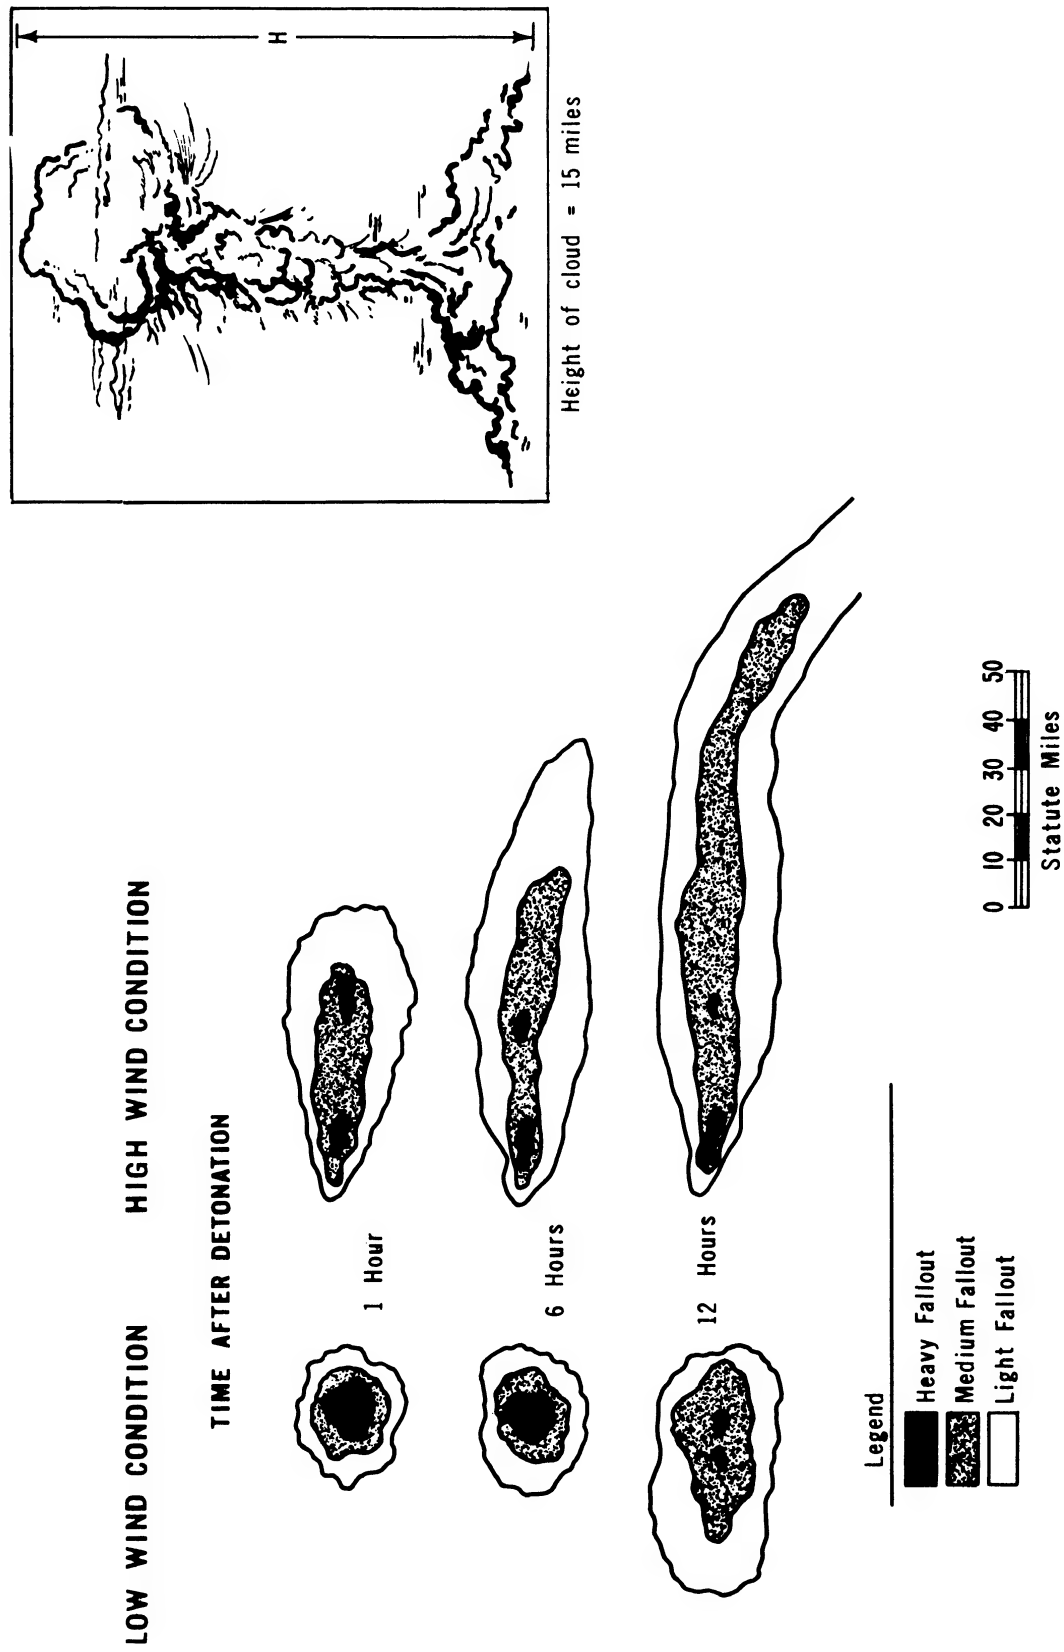 LOW WIND CONDITION
HIGH WIND CONDITION
TIME AFTER DETONATION
1 Hour
6 Hours
12 Hours
H
Height of cloud = 15 miles
Legend
Heavy Fallout
Medium Fallout
Light Fallout
0 10 20 30 40 50
Statute Miles